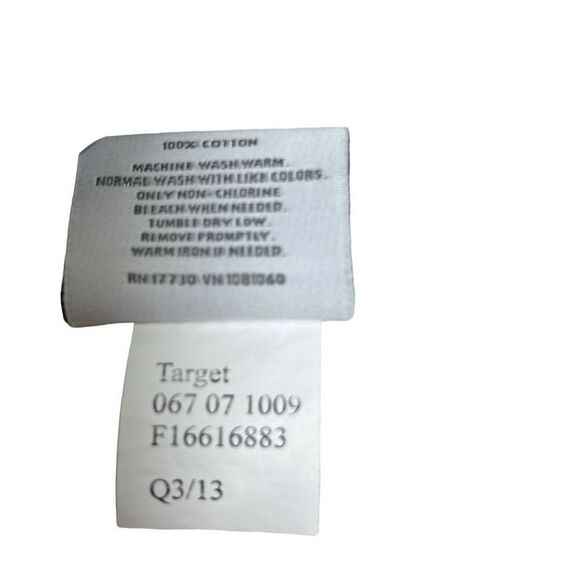 100% COTTON
MACHINE WASH WARM.
NORMAL WASH WITH LIKE COLORS.
ONLY NON-CHLORINE
BLEACH WHEN NEEDED.
TUMBLE DRY LOW.
REMOVE PROMPTLY.
WARM IRON IF NEEDED.
RN 17730 VN 1081060
Target
067 07 1009
F16616883
Q3/13